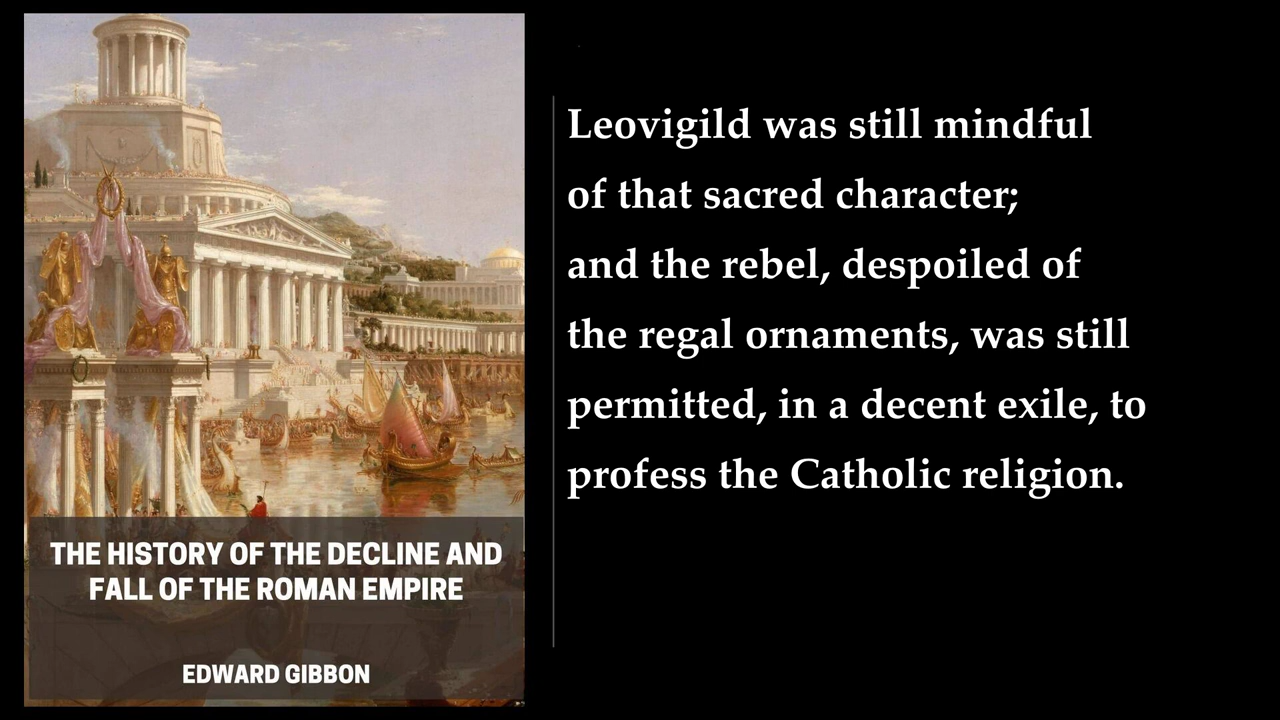 Leovigild was still mindful
of that sacred character;
and the rebel, despoiled of
the regal ornaments, was still
permitted, in a decent exile, to
profess the Catholic religion.
THE HISTORY OF THE DECLINE AND
FALL OF THE ROMAN EMPIRE
EDWARD GIBBON